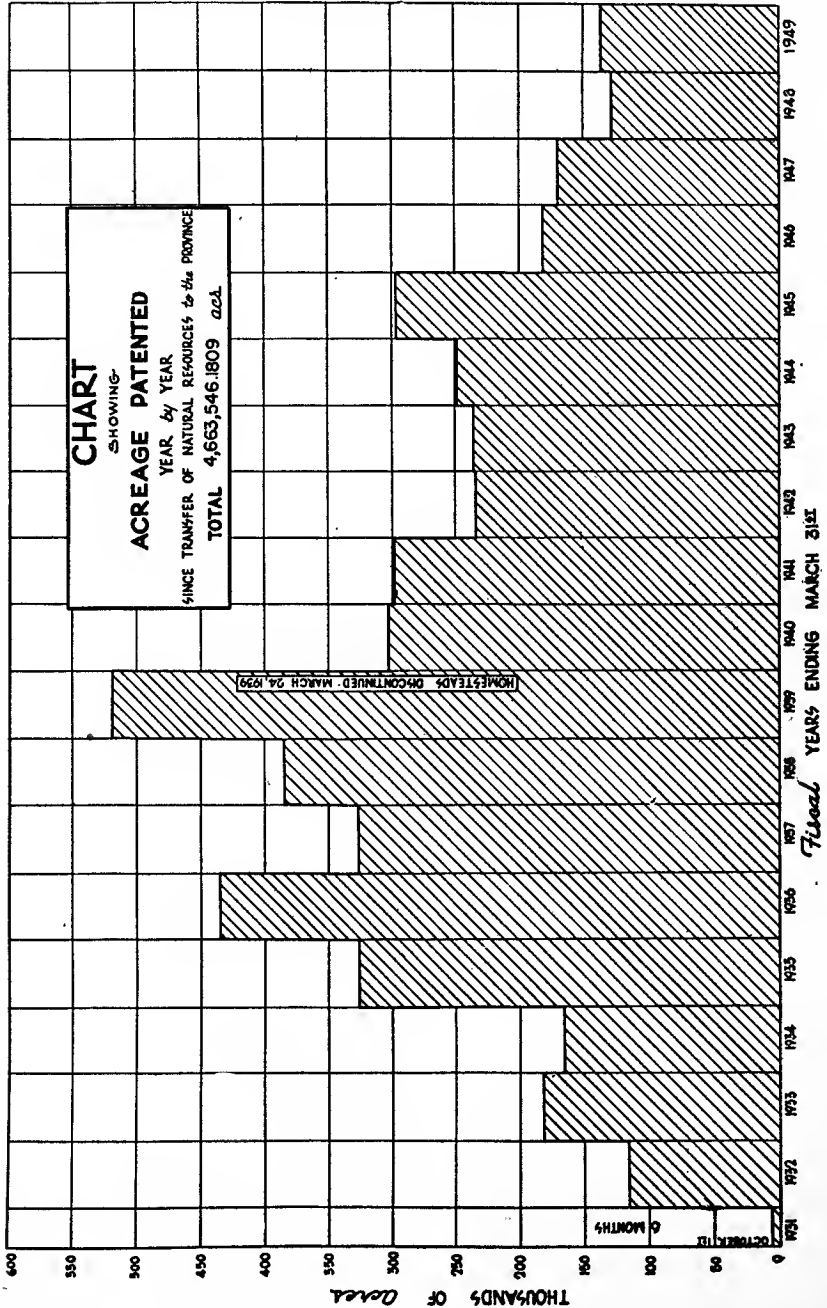 CHART
SHOWING
ACREAGE PATENTED
YEAR by YEAR
SINCE TRANSFER OF NATURAL RESOURCES to the PROVINCE
TOTAL 4,663,546.1809 acs.
THOUSANDS OF acres
600
550
500
450
400
350
300
250
200
150
100
50
0
HOMESTEADS DISCONTINUED - MARCH 24, 1939
OCTOBER, 1ST
6 MONTHS
1931 1932 1933 1934 1935 1936 1937 1938 1939 1940 1941 1942 1943 1944 1945 1946 1947 1948 1949
Fiscal YEARS ENDING MARCH 31ST